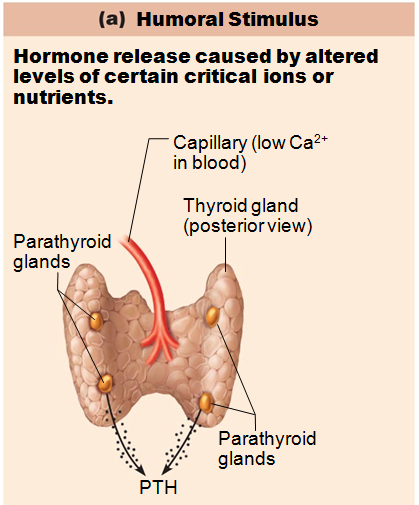 (a) Humoral Stimulus
Hormone release caused by altered
levels of certain critical ions or
nutrients.
Capillary (low Ca²⁺
in blood)
Thyroid gland
(posterior view)
Parathyroid
glands
Parathyroid
glands
PTH